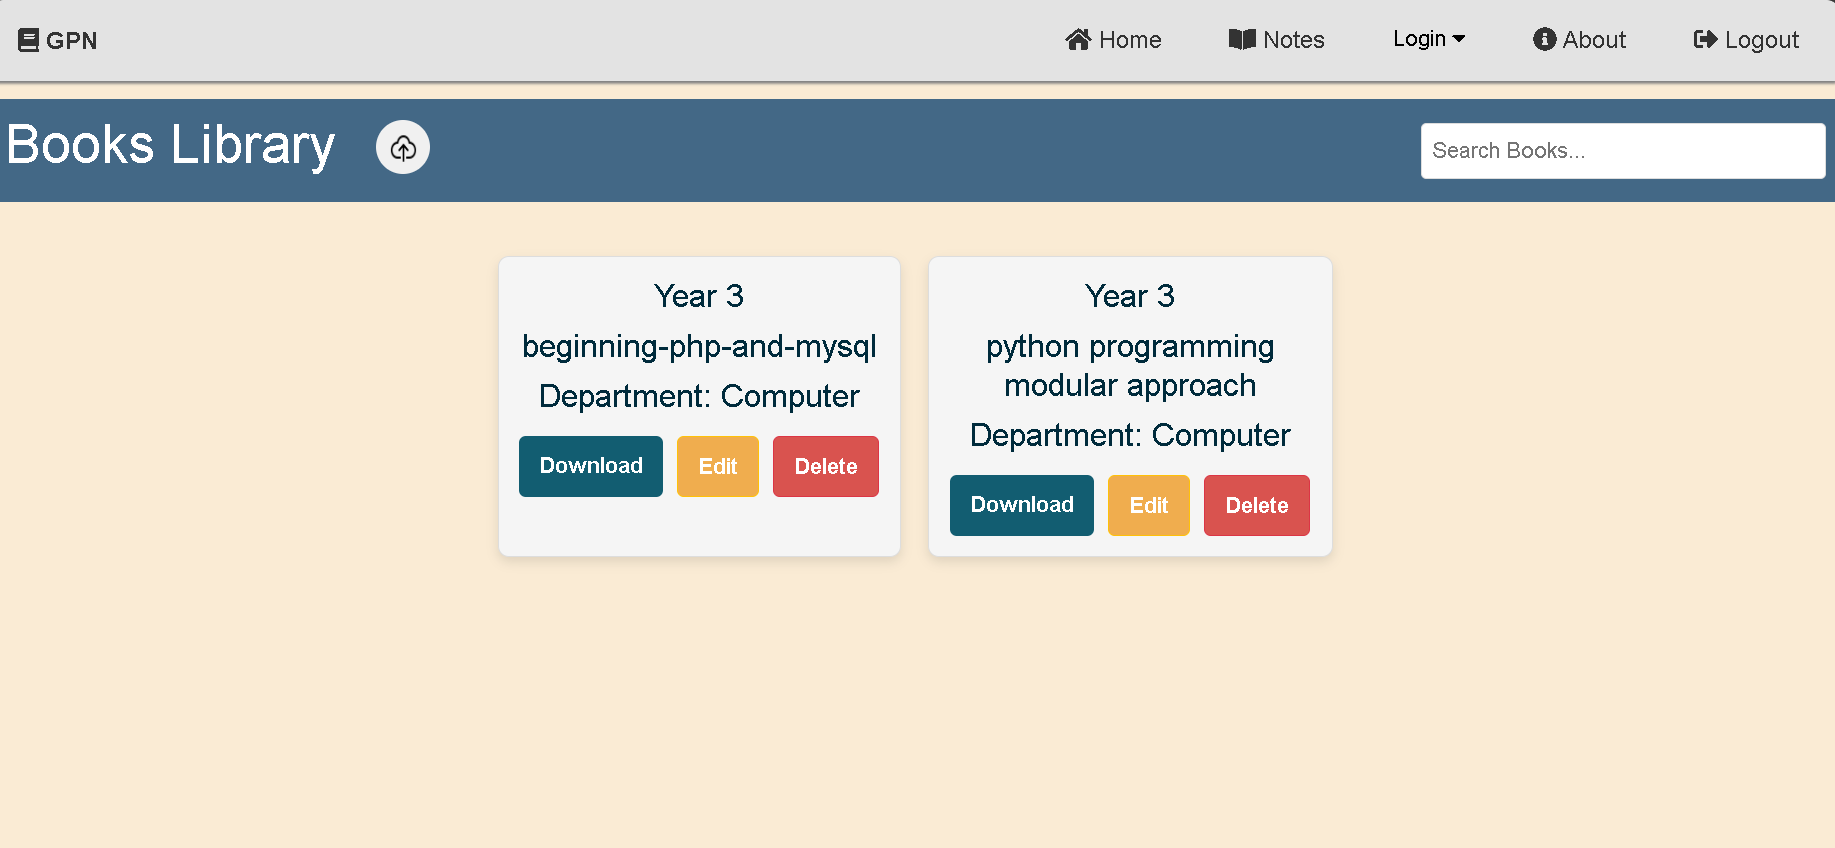 GPN
Home
Notes
Login
About
Logout
Books Library
Search Books...
Year 3
beginning-php-and-mysql
Department: Computer
Download
Edit
Delete
Year 3
python programming
modular approach
Department: Computer
Download
Edit
Delete